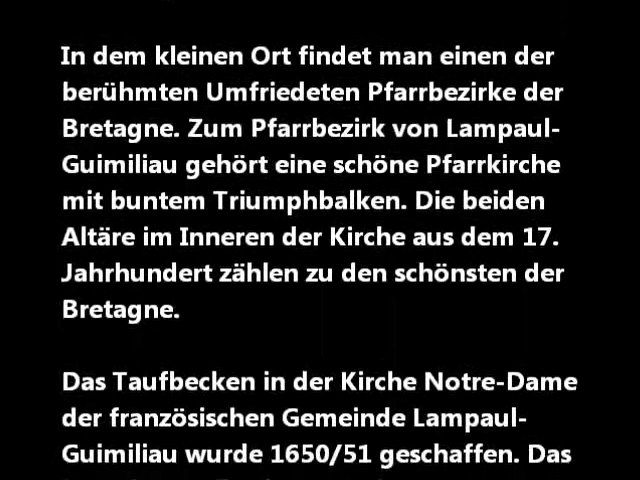 In dem kleinen Ort findet man einen der
berühmten Umfriedeten Pfarrbezirke der
Bretagne. Zum Pfarrbezirk von Lampaul-
Guimiliau gehört eine schöne Pfarrkirche
mit buntem Triumphbalken. Die beiden
Altäre im Inneren der Kirche aus dem 17.
Jahrhundert zählen zu den schönsten der
Bretagne.
Das Taufbecken in der Kirche Notre-Dame
der französischen Gemeinde Lampaul-
Guimiliau wurde 1650/51 geschaffen. Das